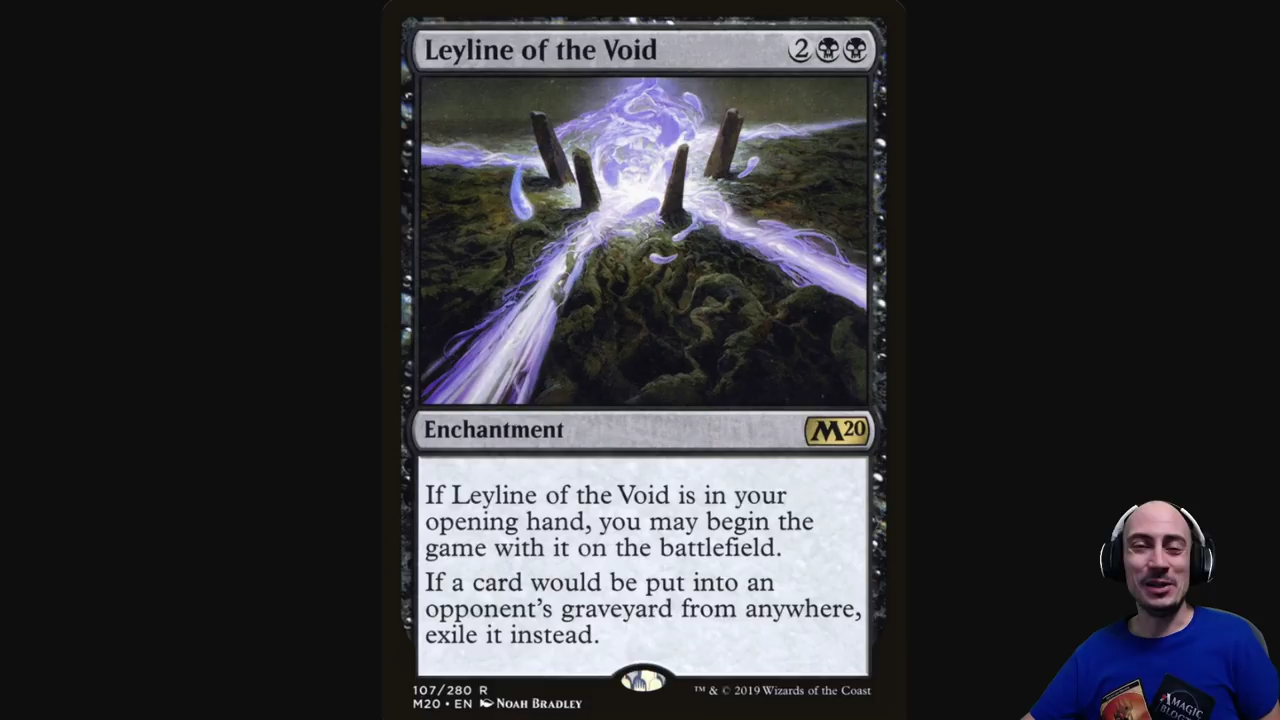 Leyline of the Void 2
Enchantment M20
If Leyline of the Void is in your
opening hand, you may begin the
game with it on the battlefield.
If a card would be put into an
opponent's graveyard from anywhere,
exile it instead.
107/280 R
M20 • EN Noah Bradley
™ & © 2019 Wizards of the Coast
MAGIC